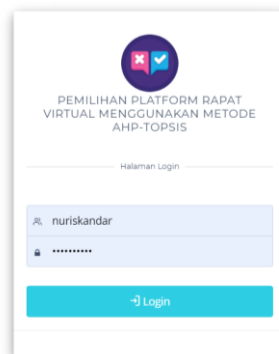 PEMILIHAN PLATFORM RAPAT
VIRTUAL MENGGUNAKAN METODE
AHP-TOPSIS
Halaman Login
nuriskandar
••••••••••
Login